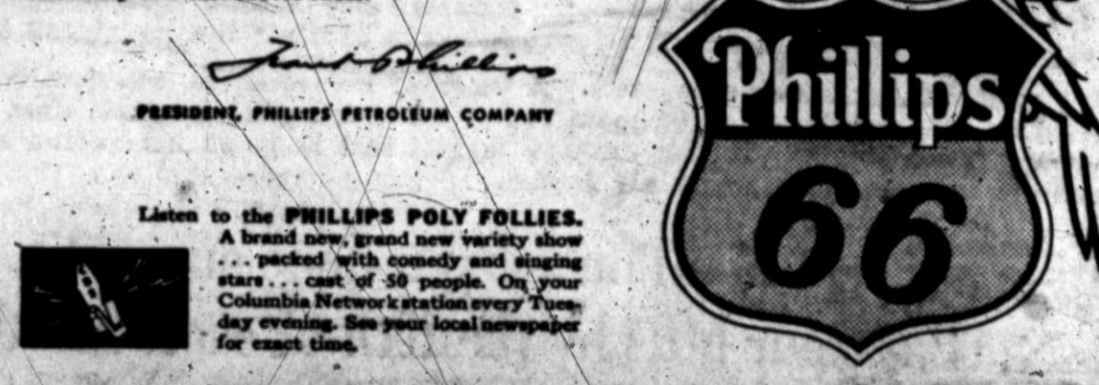 Frank Phillips
PRESIDENT, PHILLIPS PETROLEUM COMPANY
Listen to the PHILLIPS POLY FOLLIES.
A brand new, grand new variety show
... packed with comedy and singing
stars ... cast of 50 people. On your
Columbia Network station every Tues-
day evening. See your local newspaper
for exact time.
Phillips
66